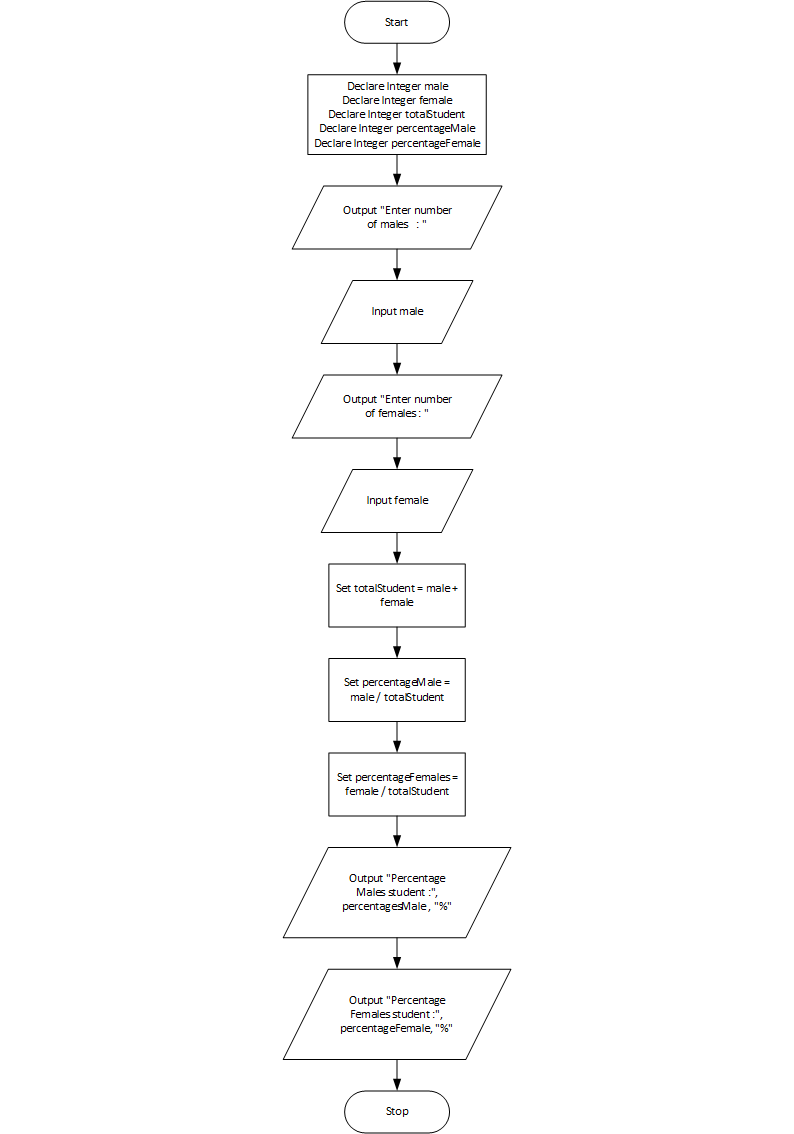 Start
Declare Integer male
Declare Integer female
Declare Integer totalStudent
Declare Integer percentageMale
Declare Integer percentageFemale
Output "Enter number
of males   : "
Input male
Output "Enter number
of females : "
Input female
Set totalStudent = male +
female
Set percentageMale =
male / totalStudent
Set percentageFemales =
female / totalStudent
Output "Percentage
Males student :",
percentagesMale , "%"
Output "Percentage
Females student :",
percentageFemale, "%"
Stop